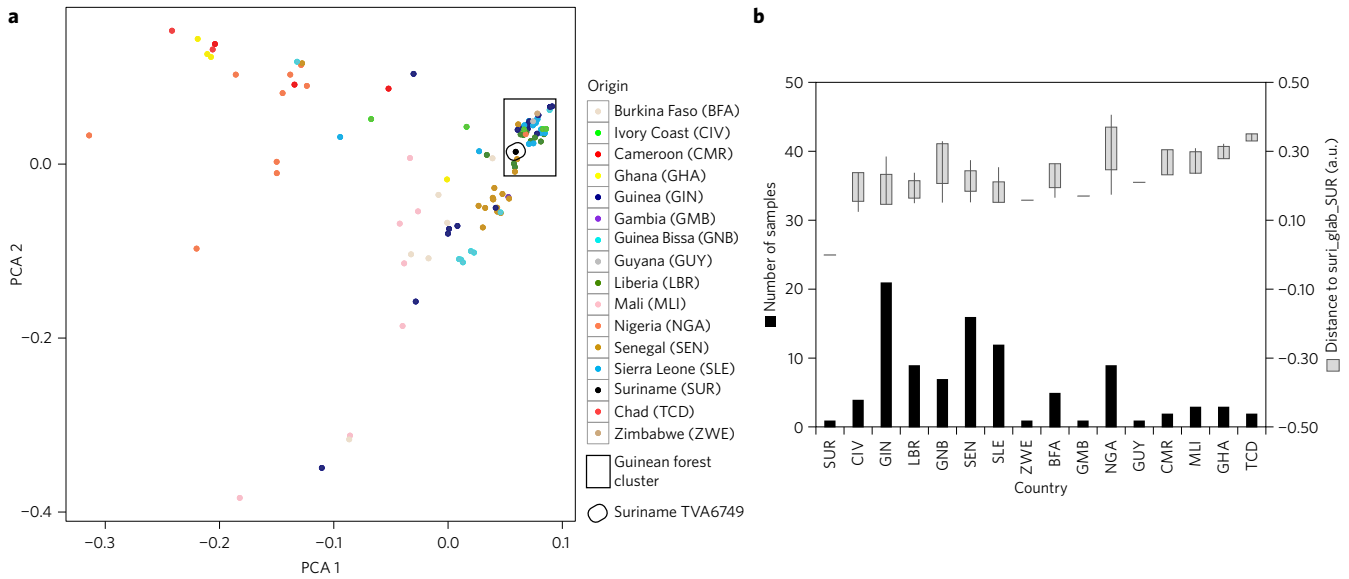 a
0.0
−0.2
−0.4
PCA 2
−0.3
−0.2
−0.1
0.0
0.1
PCA 1
Origin
Burkina Faso (BFA)
Ivory Coast (CIV)
Cameroon (CMR)
Ghana (GHA)
Guinea (GIN)
Gambia (GMB)
Guinea Bissa (GNB)
Guyana (GUY)
Liberia (LBR)
Mali (MLI)
Nigeria (NGA)
Senegal (SEN)
Sierra Leone (SLE)
Suriname (SUR)
Chad (TCD)
Zimbabwe (ZWE)
Guinean forest
cluster
Suriname TVA6749
b
50
40
30
20
10
0
Number of samples
0.50
0.30
0.10
−0.10
−0.30
−0.50
Distance to suri_glab_SUR (a.u.)
SUR
CIV
GIN
LBR
GNB
SEN
SLE
ZWE
BFA
GMB
NGA
GUY
CMR
MLI
GHA
TCD
Country